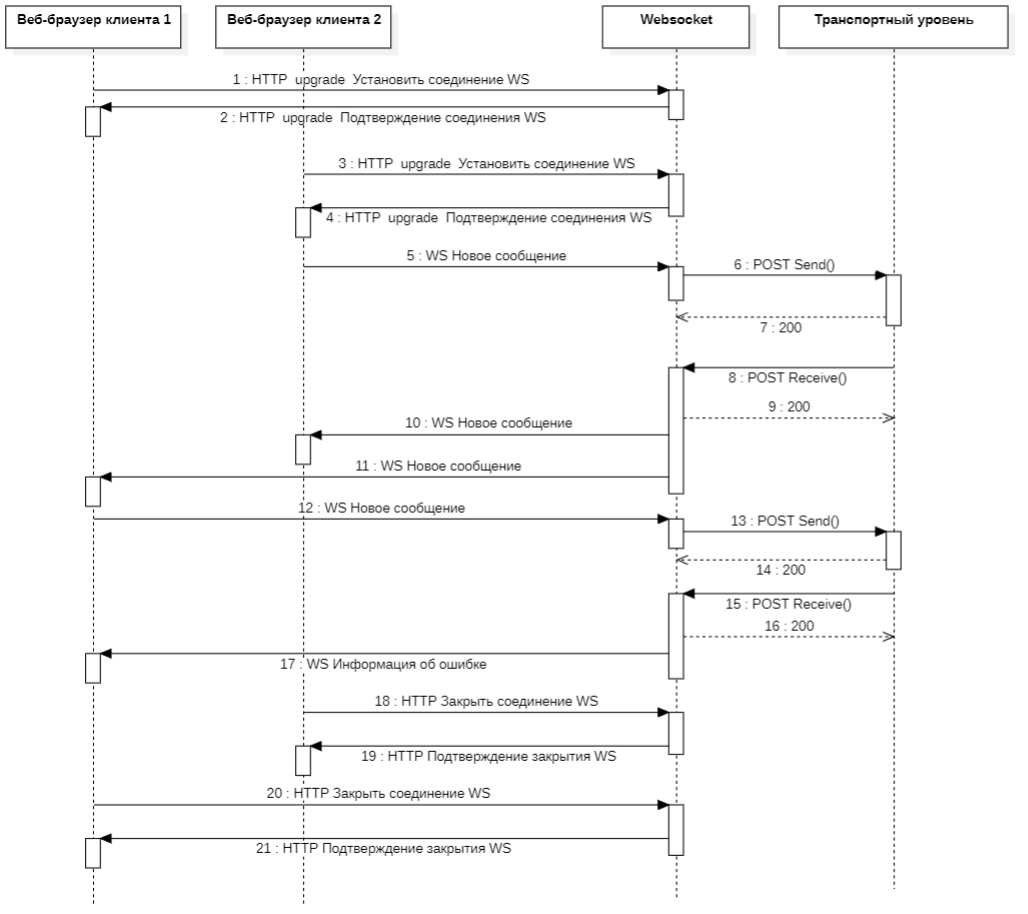 Веб-браузер клиента 1
Веб-браузер клиента 2
Websocket
Транспортный уровень
1 : HTTP upgrade Установить соединение WS
2 : HTTP upgrade Подтверждение соединения WS
3 : HTTP upgrade Установить соединение WS
4 : HTTP upgrade Подтверждение соединения WS
5 : WS Новое сообщение
6 : POST Send()
7 : 200
8 : POST Receive()
9 : 200
10 : WS Новое сообщение
11 : WS Новое сообщение
12 : WS Новое сообщение
13 : POST Send()
14 : 200
15 : POST Receive()
16 : 200
17 : WS Информация об ошибке
18 : HTTP Закрыть соединение WS
19 : HTTP Подтверждение закрытия WS
20 : HTTP Закрыть соединение WS
21 : HTTP Подтверждение закрытия WS